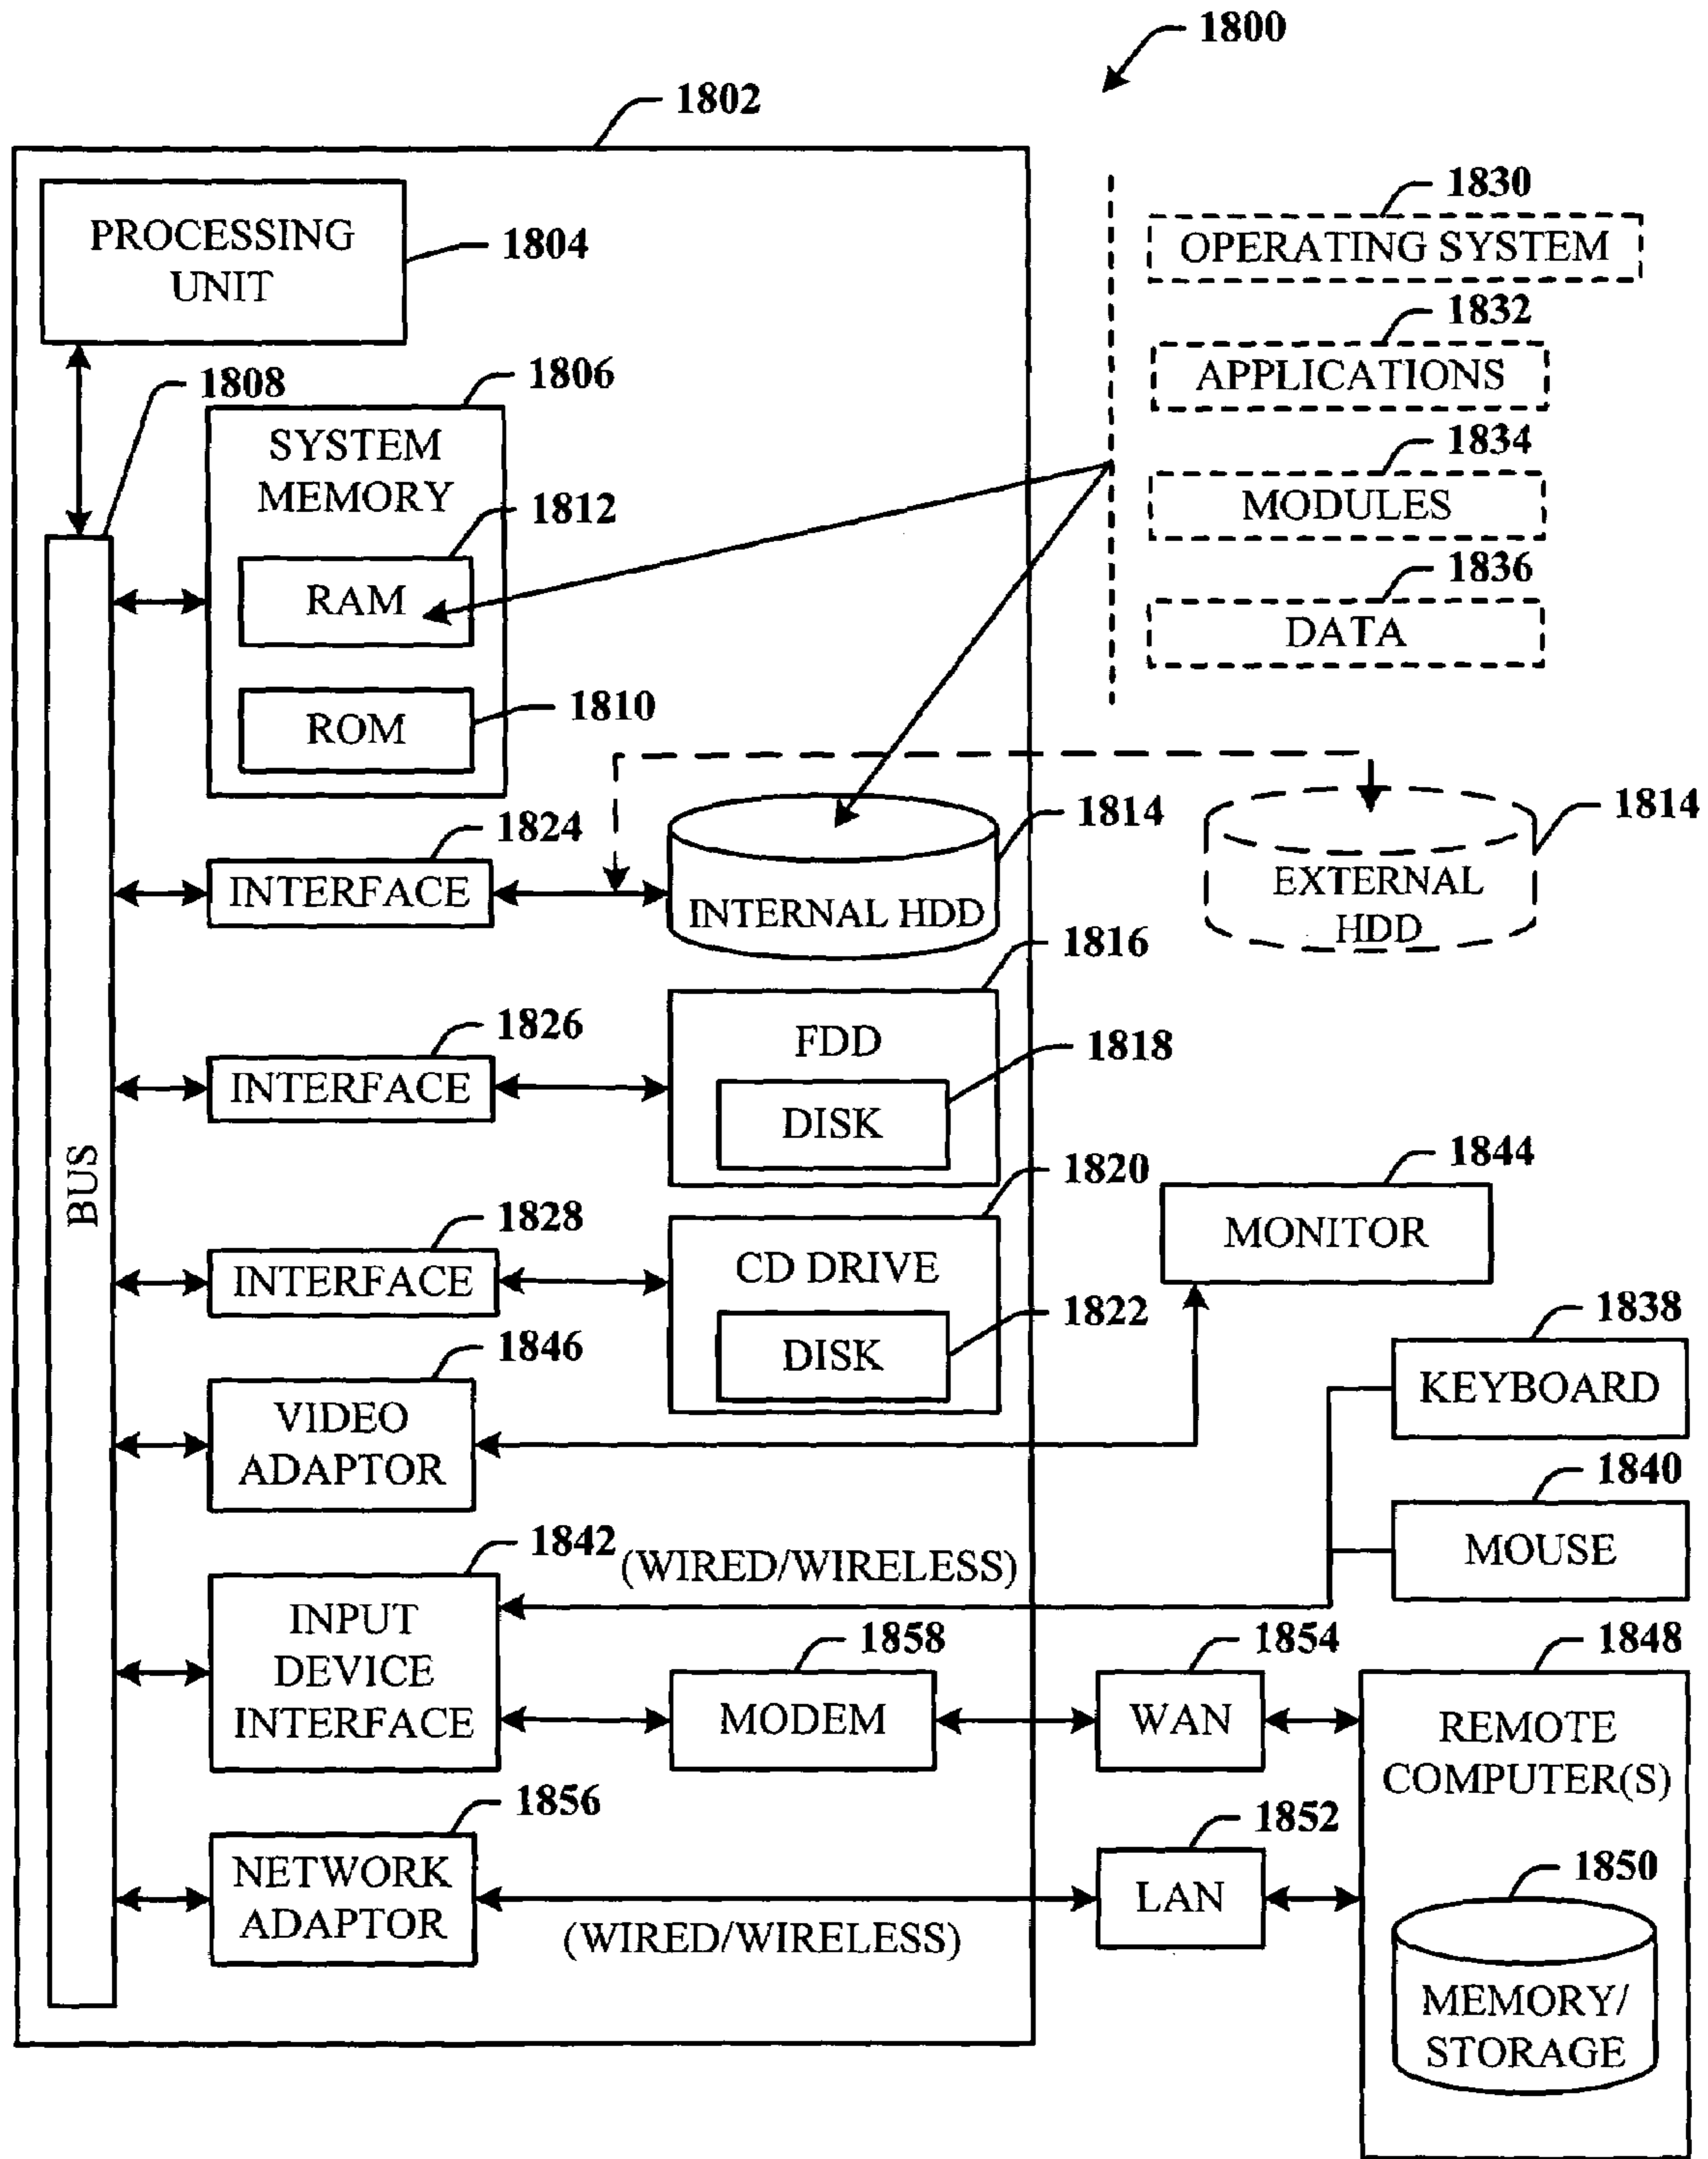 1800
1802
1830
PROCESSING
UNIT
1804
OPERATING SYSTEM
1832
APPLICATIONS
1808
1806
SYSTEM
MEMORY
1834
MODULES
1812
RAM
1836
DATA
1810
ROM
1824
INTERFACE
1814
INTERNAL HDD
1814
EXTERNAL
HDD
1816
FDD
1826
INTERFACE
1818
DISK
BUS
1820
CD DRIVE
1828
INTERFACE
1822
DISK
1844
MONITOR
1838
KEYBOARD
1846
VIDEO
ADAPTOR
1840
MOUSE
1842
(WIRED/WIRELESS)
INPUT
DEVICE
INTERFACE
1858
MODEM
1854
WAN
1848
REMOTE
COMPUTER(S)
1856
NETWORK
ADAPTOR
(WIRED/WIRELESS)
1852
LAN
1850
MEMORY/
STORAGE